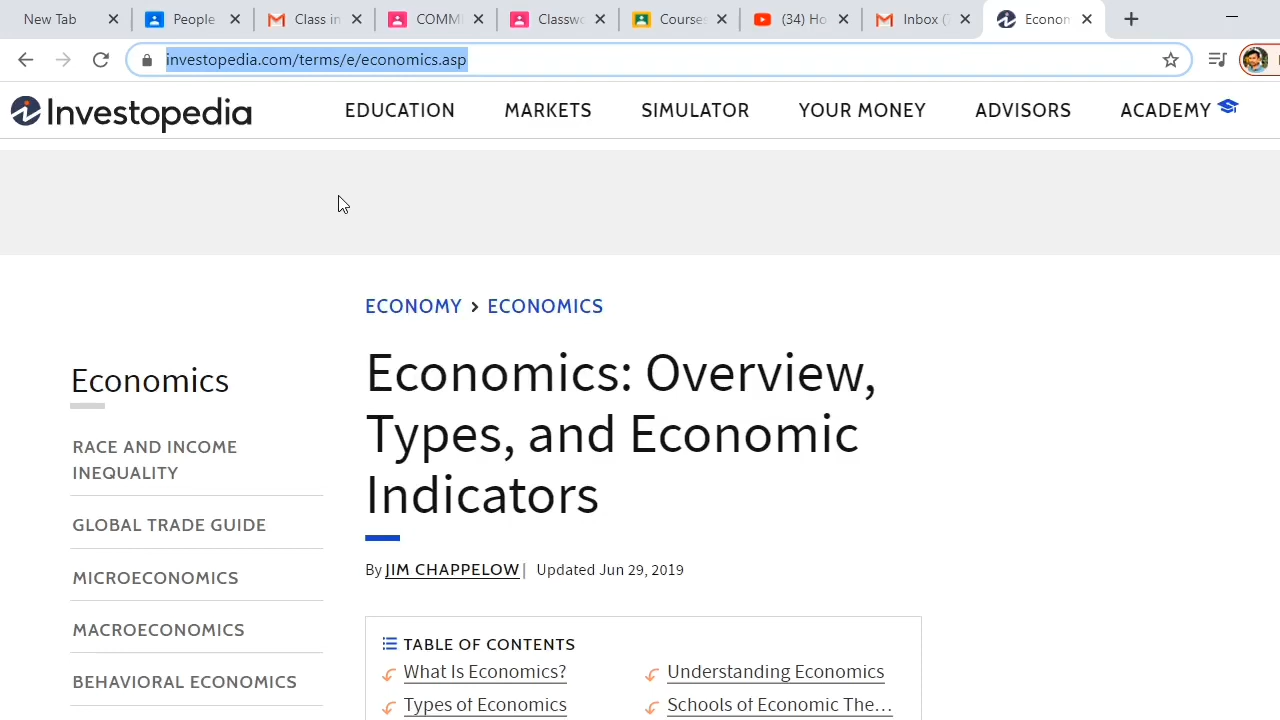 New Tab People Class in COMM Classwo Courses (34) Ho Inbox ( Econom
investopedia.com/terms/e/economics.asp
Investopedia EDUCATION MARKETS SIMULATOR YOUR MONEY ADVISORS ACADEMY
ECONOMY > ECONOMICS
Economics: Overview,
Types, and Economic
Indicators
By JIM CHAPPELOW | Updated Jun 29, 2019
Economics
RACE AND INCOME
INEQUALITY
GLOBAL TRADE GUIDE
MICROECONOMICS
MACROECONOMICS
BEHAVIORAL ECONOMICS
TABLE OF CONTENTS
What Is Economics? Understanding Economics
Types of Economics Schools of Economic The...